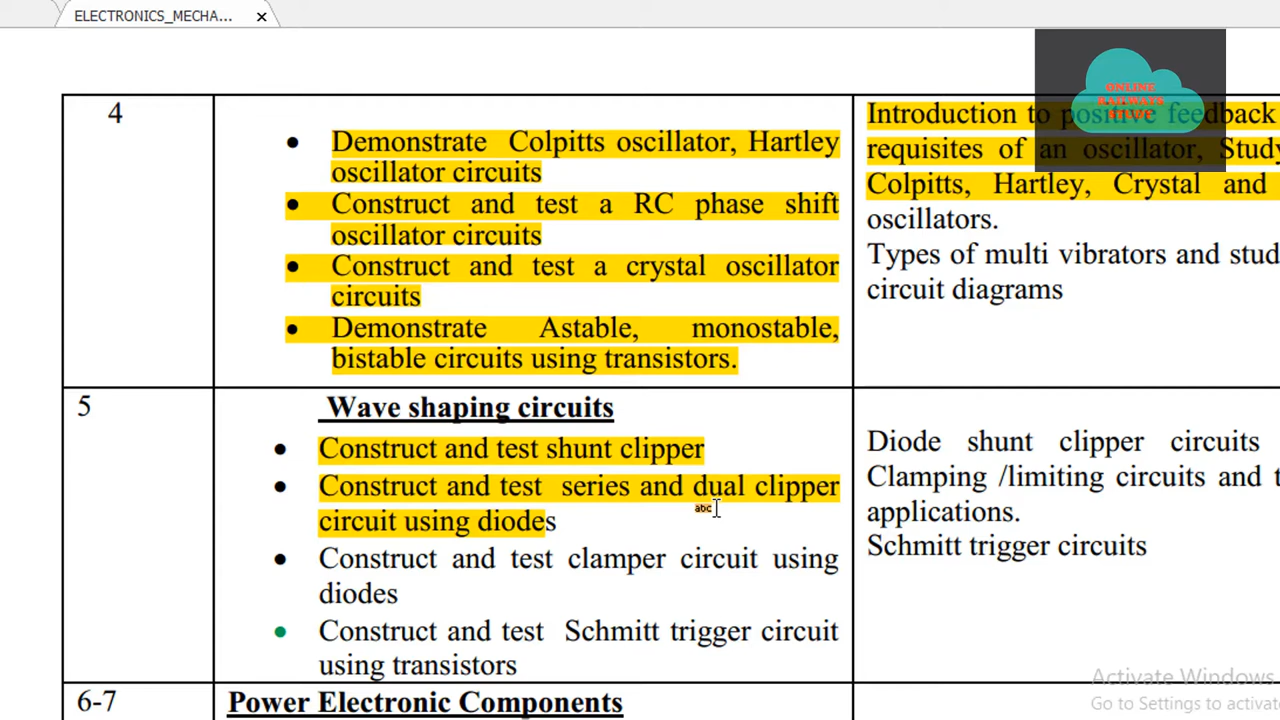 ELECTRONICS_MECHA...
ONLINE
RAILWAYS
STUDY
4
• Demonstrate Colpitts oscillator, Hartley
oscillator circuits
• Construct and test a RC phase shift
oscillator circuits
• Construct and test a crystal oscillator
circuits
• Demonstrate Astable, monostable,
bistable circuits using transistors.
Introduction to positive feedback
requisites of an oscillator, Study
Colpitts, Hartley, Crystal and
oscillators.
Types of multi vibrators and stud
circuit diagrams
5
Wave shaping circuits
• Construct and test shunt clipper
• Construct and test series and dual clipper
circuit using diodes
• Construct and test clamper circuit using
diodes
• Construct and test Schmitt trigger circuit
using transistors
abc
Diode shunt clipper circuits
Clamping /limiting circuits and t
applications.
Schmitt trigger circuits
6-7
Power Electronic Components
Activate Windows
Go to Settings to activat